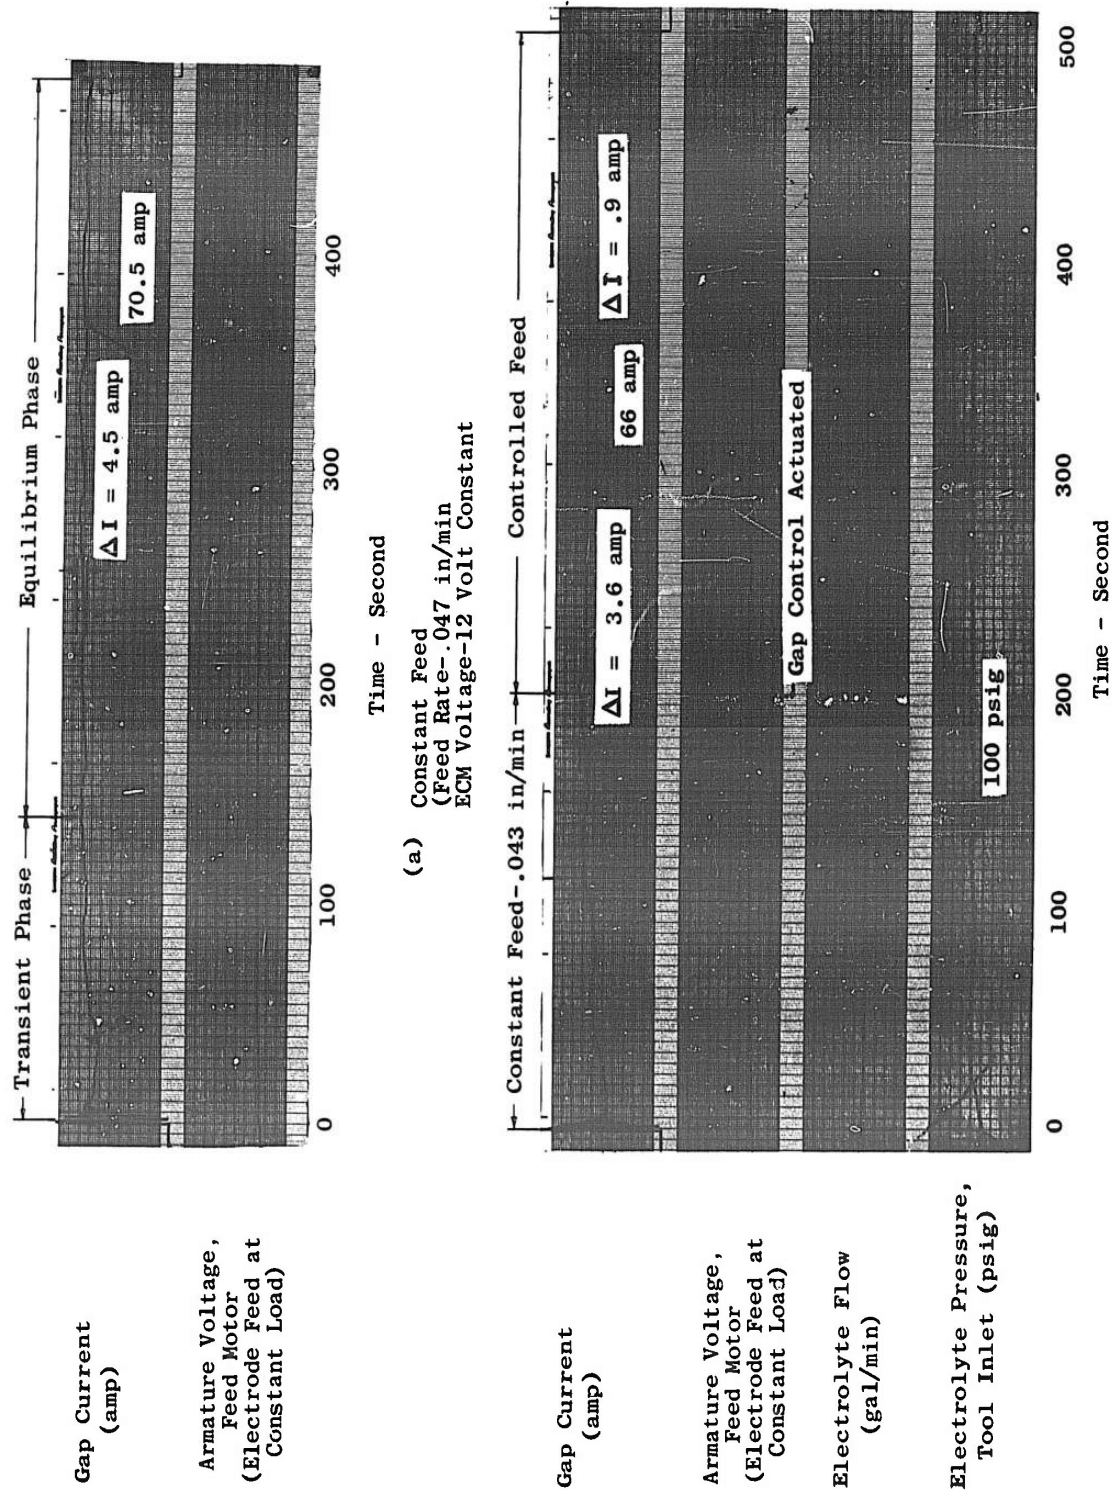 Transient Phase
Equilibrium Phase
Gap Current
(amp)
ΔI = 4.5 amp
70.5 amp
Armature Voltage,
Feed Motor
(Electrode Feed at
Constant Load)
0 100 200 300 400
Time - Second
(a) Constant Feed
(Feed Rate-.047 in/min
ECM Voltage-12 Volt Constant
Constant Feed-.043 in/min
Controlled Feed
Gap Current
(amp)
ΔI = 3.6 amp
66 amp
ΔI = .9 amp
Armature Voltage,
Feed Motor
(Electrode Feed at
Constant Load)
Gap Control Actuated
Electrolyte Flow
(gal/min)
Electrolyte Pressure,
Tool Inlet (psig)
100 psig
0 100 200 300 400 500
Time - Second